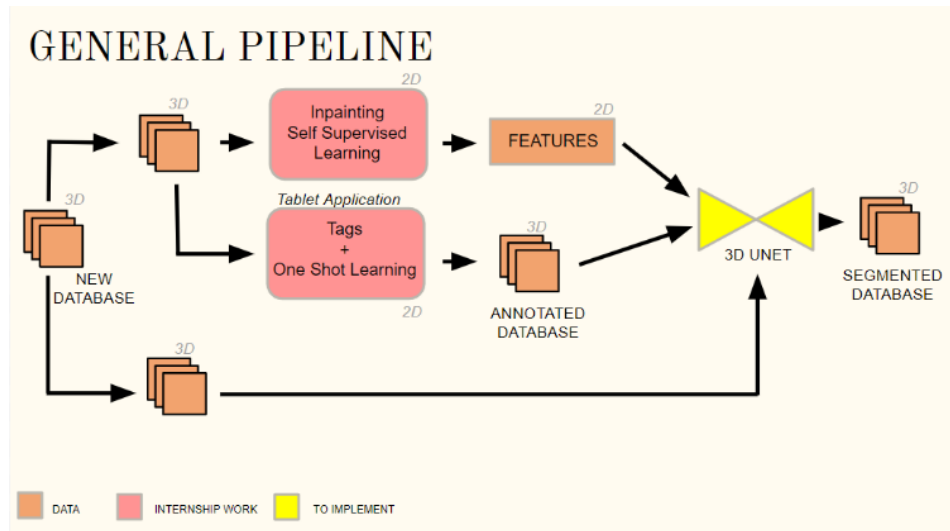 GENERAL PIPELINE
2D
3D
Inpainting
Self Supervised
Learning
2D
FEATURES
3D
NEW
DATABASE
Tablet Application
Tags
+
One Shot Learning
2D
3D
ANNOTATED
DATABASE
3D UNET
3D
SEGMENTED
DATABASE
3D
DATA
INTERNSHIP WORK
TO IMPLEMENT